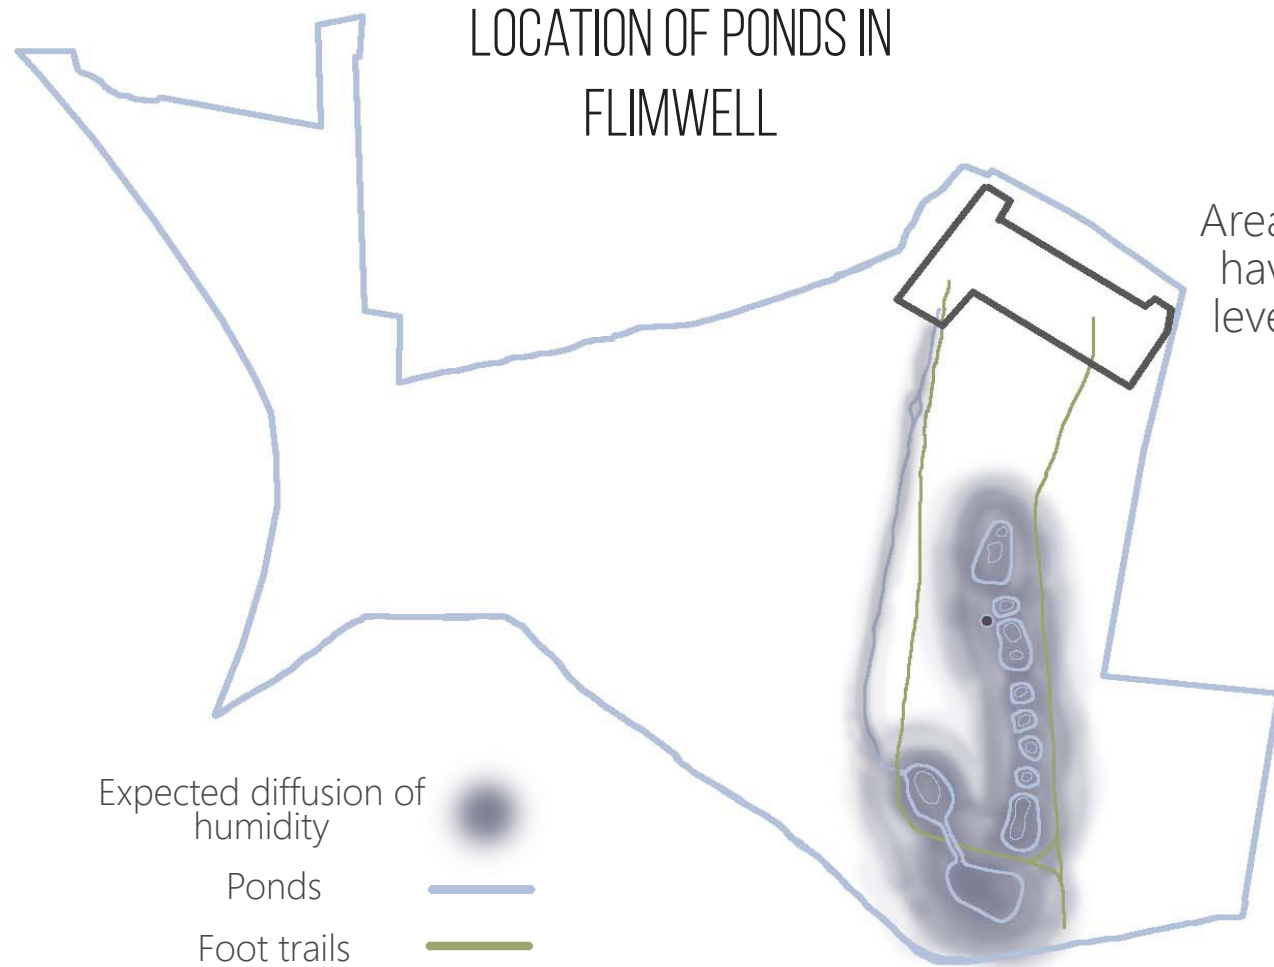 LOCATION OF PONDS IN
FLIMWELL
Expected diffusion of
humidity
Ponds
Foot trails